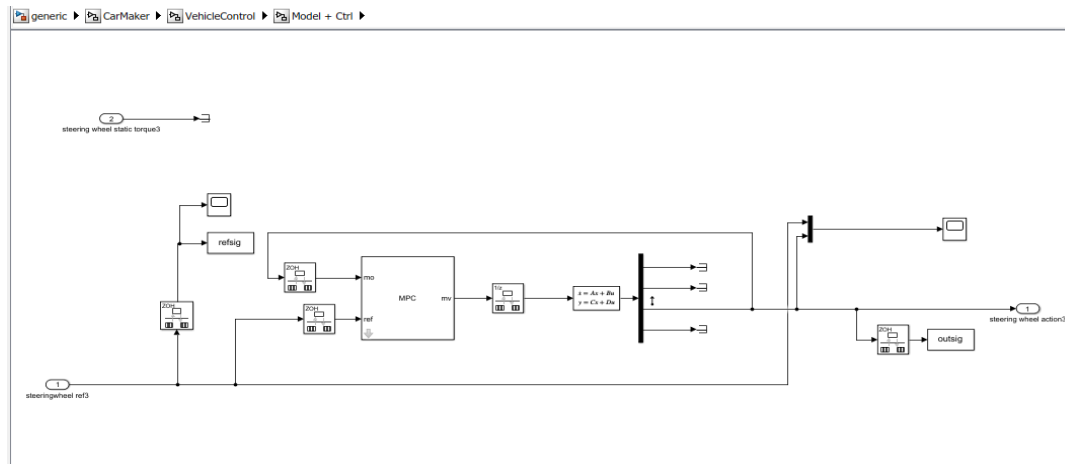 generic ▶ CarMaker ▶ VehicleControl ▶ Model + Ctrl ▶
2
steering wheel static torque3
refsig
ZOH
mo
MPC
mv
ZOH
ref
1/z
ẋ = Ax + Bu
y = Cx + Du
ZOH
1
steering wheel action3
ZOH
outsig
1
steeringwheel ref3